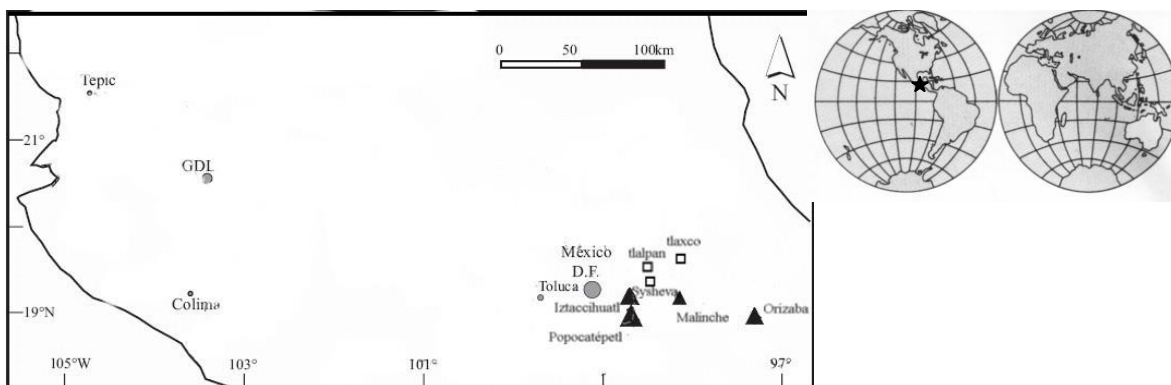 0 50 100km
N
Tepic
21°
GDL
tlaxco
México
tlalpan
D.F.
Toluca
Sysheva
Colima
Iztaccihuatl
Malinche
Orizaba
19°N
Popocatépetl
105°W 103° 101° 97°